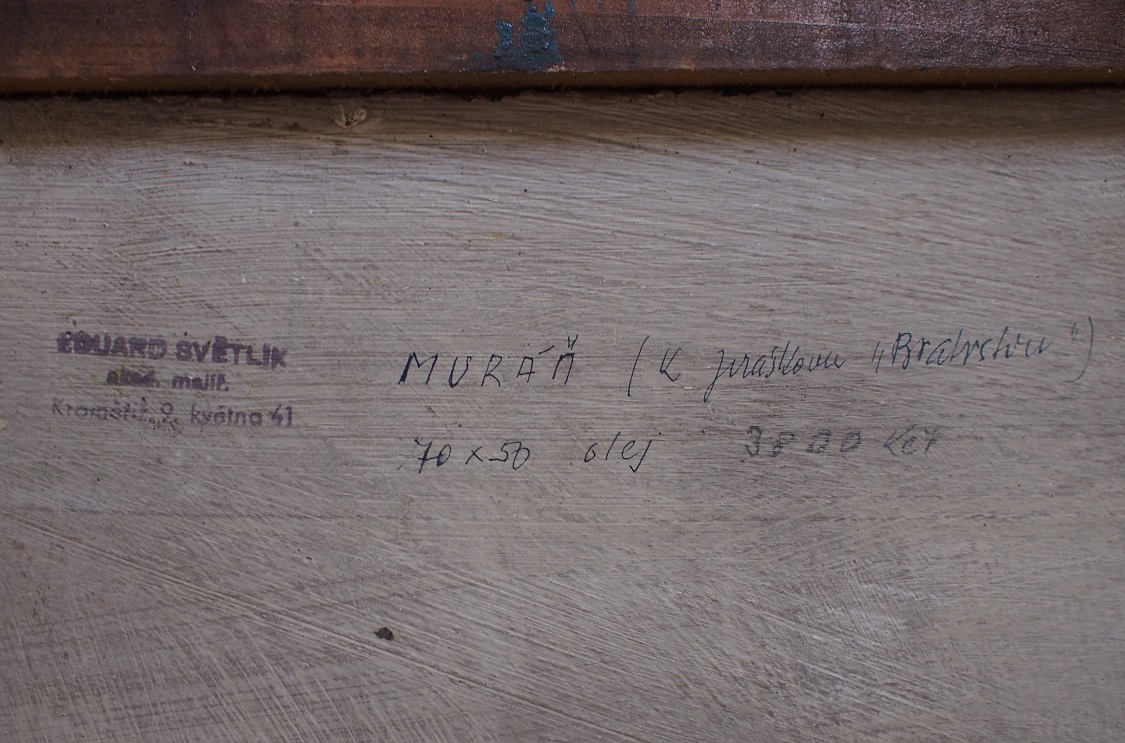 EDUARD SVĚTLÍK
akad. malíř.
Kroměříž, 9. května 41
MURÁŇ (K Jiráskovu „Bratrstvu")
70 x 50 olej 3800 Kčs